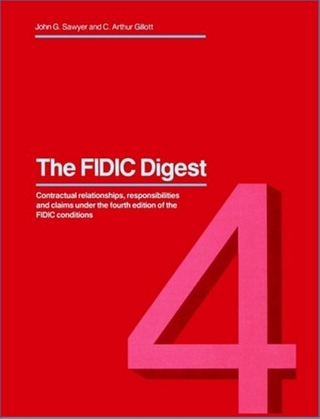 John G. Sawyer and C. Arthur Gillott
The FIDIC Digest
Contractual relationships, responsibilities
and claims under the fourth edition of the
FIDIC conditions
4